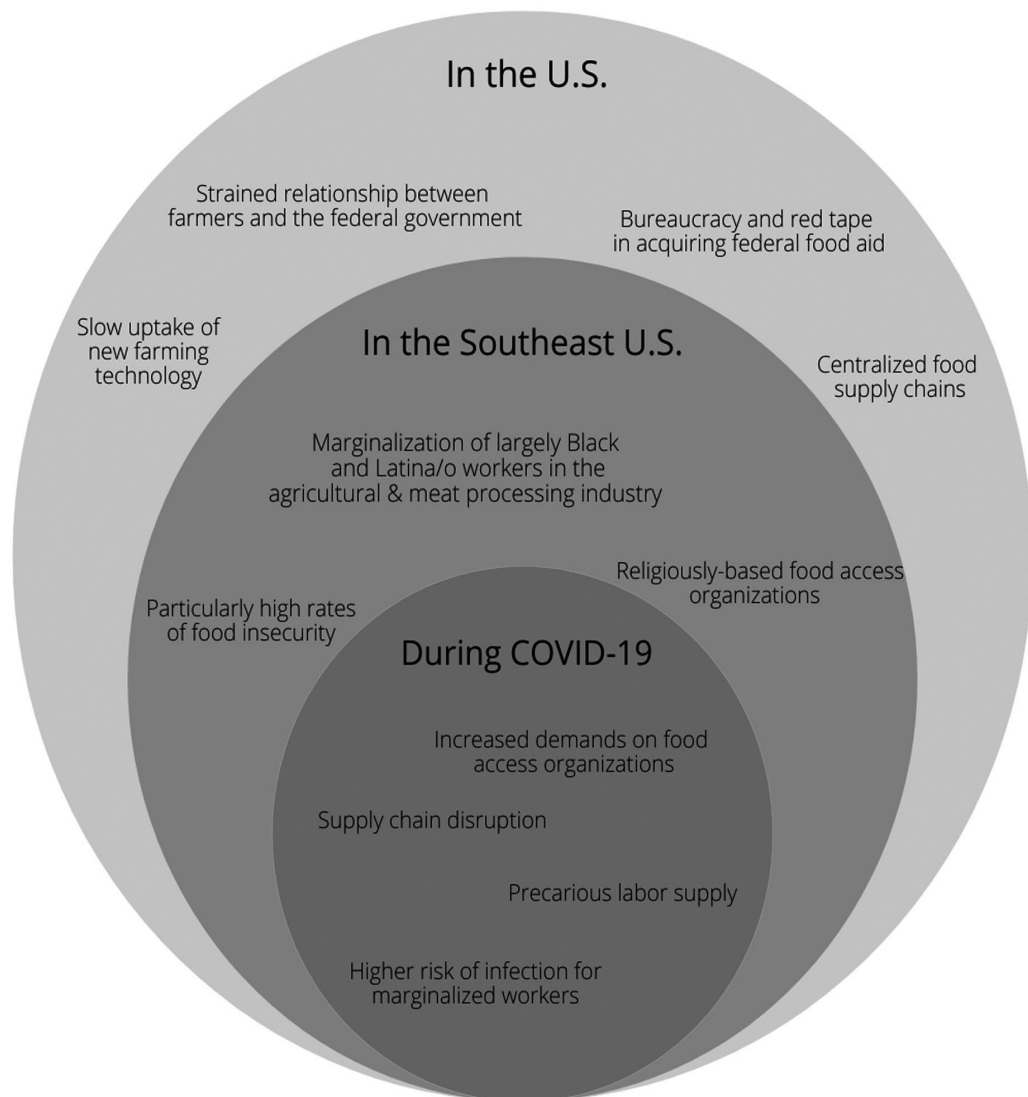 In the U.S.
Strained relationship between
farmers and the federal government
Bureaucracy and red tape
in acquiring federal food aid
Slow uptake of
new farming
technology
Centralized food
supply chains
In the Southeast U.S.
Marginalization of largely Black
and Latina/o workers in the
agricultural & meat processing industry
Religiously-based food access
organizations
Particularly high rates
of food insecurity
During COVID-19
Increased demands on food
access organizations
Supply chain disruption
Precarious labor supply
Higher risk of infection for
marginalized workers